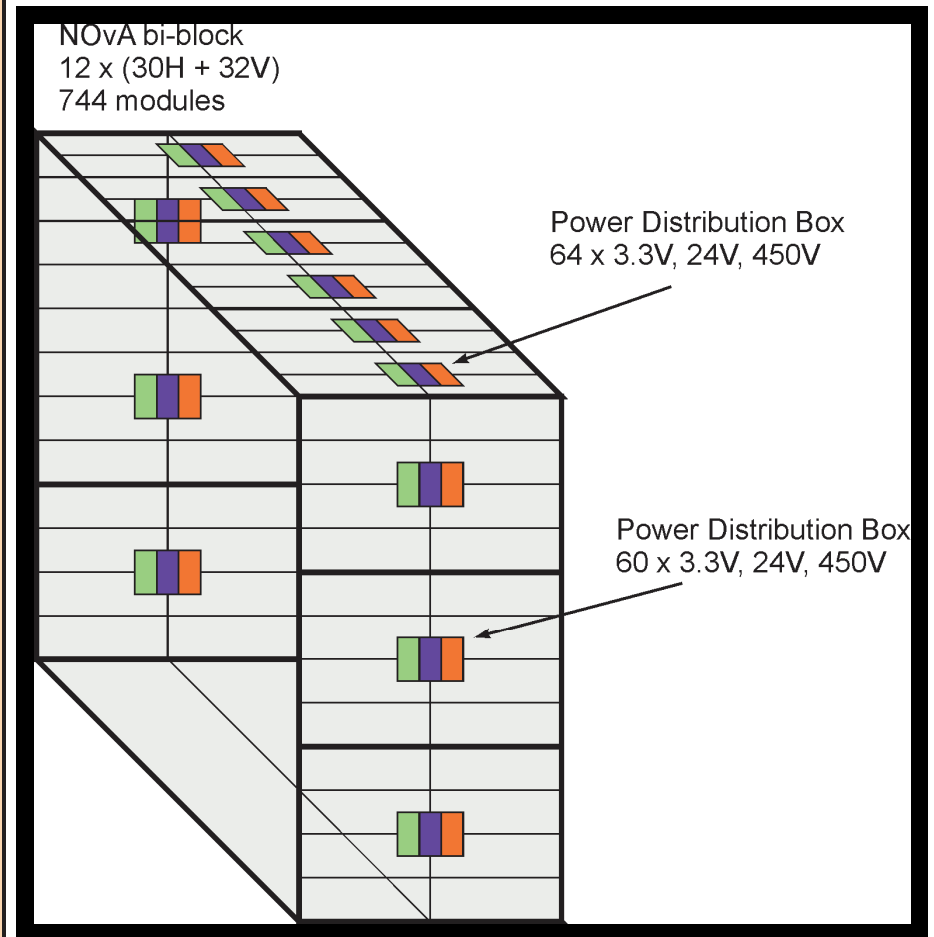 NOvA bi-block
12 x (30H + 32V)
744 modules
Power Distribution Box
64 x 3.3V, 24V, 450V
Power Distribution Box
60 x 3.3V, 24V, 450V